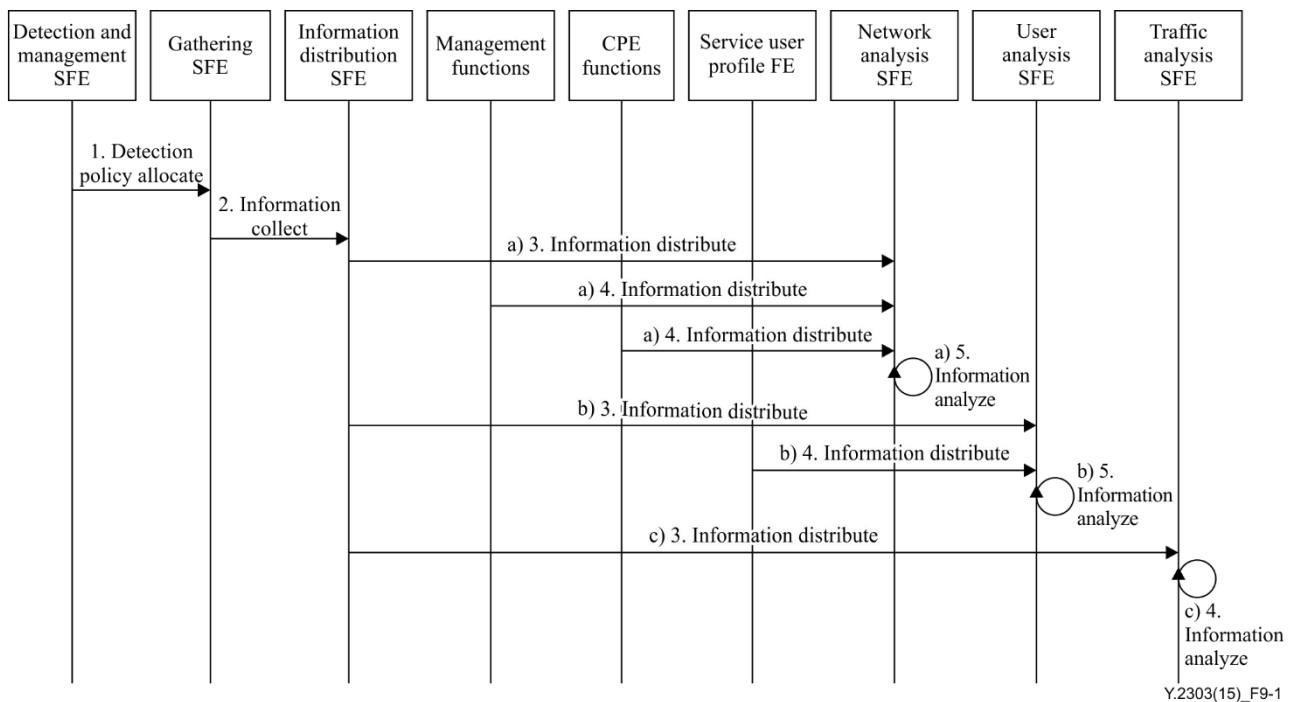 Detection and
management
SFE
Gathering
SFE
Information
distribution
SFE
Management
functions
CPE
functions
Service user
profile FE
Network
analysis
SFE
User
analysis
SFE
Traffic
analysis
SFE
1. Detection
policy allocate
2. Information
collect
a) 3. Information distribute
a) 4. Information distribute
a) 4. Information distribute
a) 5.
Information
analyze
b) 3. Information distribute
b) 4. Information distribute
b) 5.
Information
analyze
c) 3. Information distribute
c) 4.
Information
analyze
Y.2303(15)_F9-1